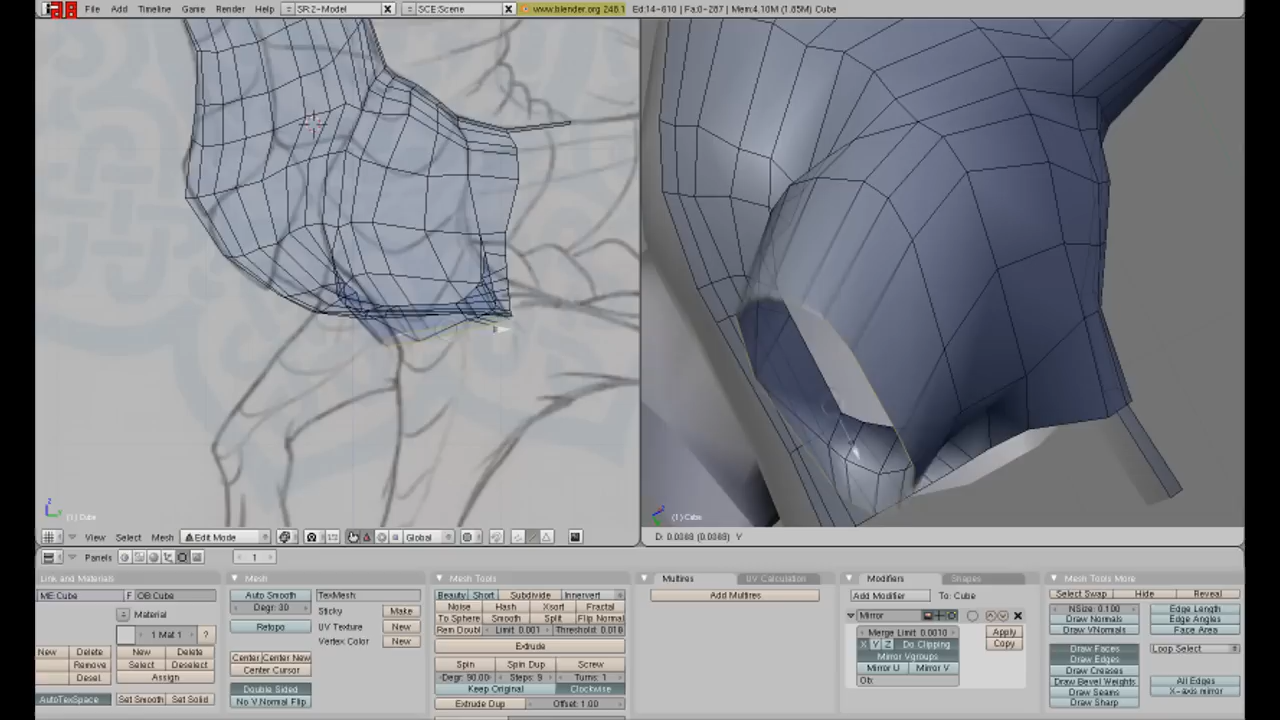 File Add Timeline Game Render Help SR:2-Model SCE:Scene www.blender.org 248.1 Ed:14-610 | Fa:0-287 | Mem:4.10M (1.85M) Cube
(1) Cube
(1) Cube
View Select Mesh Edit Mode Global D: 0.0363 (0.0363) Y
Panels 1
Link and Materials Mesh Mesh Tools Multires UV Calculation Modifiers Shapes Mesh Tools More
ME:Cube F OB:Cube Auto Smooth TexMesh: Beauty Short Subdivide Innervert Add Multires Add Modifier To: Cube Select Swap Hide Reveal
Material Degr: 30 Sticky Make Noise Hash Xsort Fractal Mirror NSize: 0.100 Edge Length
1 Mat 1 ? Retopo UV Texture New To Sphere Smooth Split Flip Normal Merge Limit: 0.0010 Apply Draw Normals Edge Angles
Vertex Color New Rem Doubl Limit: 0.001 X Y Z Do Clipping Copy Draw VNormals Face Area
New Delete New Delete Center Center New Extrude Mirror Vgroups Draw Faces Loop Select
Remove Select Deselect Center Cursor Spin Spin Dup Screw Mirror U Mirror V Draw Edges
Desel Assign Degr: 90.00 Steps: 9 Turns: 1 Ob: Draw Creases
Double Sided Keep Original Clockwise Draw Bevel Weights All Edges
AutoTexSpace Set Smooth Set Solid No V.Normal Flip Extrude Dup Offset: 1.00 Draw Seams X-axis mirror
Draw Sharp